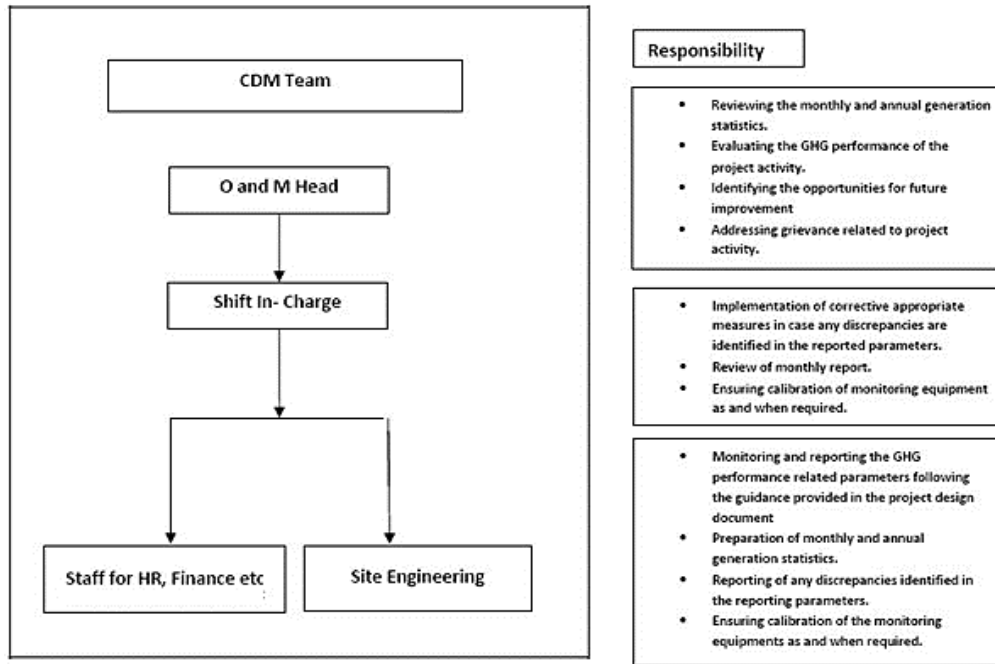 CDM Team
O and M Head
Shift In- Charge
Staff for HR, Finance etc :
Site Engineering
Responsibility
• Reviewing the monthly and annual generation
statistics.
• Evaluating the GHG performance of the
project activity.
• Identifying the opportunities for future
improvement
• Addressing grievance related to project
activity.
• Implementation of corrective appropriate
measures in case any discrepancies are
identified in the reported parameters.
• Review of monthly report.
• Ensuring calibration of monitoring equipment
as and when required.
• Monitoring and reporting the GHG
performance related parameters following
the guidance provided in the project design
document
• Preparation of monthly and annual
generation statistics.
• Reporting of any discrepancies identified in
the reporting parameters.
• Ensuring calibration of the monitoring
equipments as and when required.